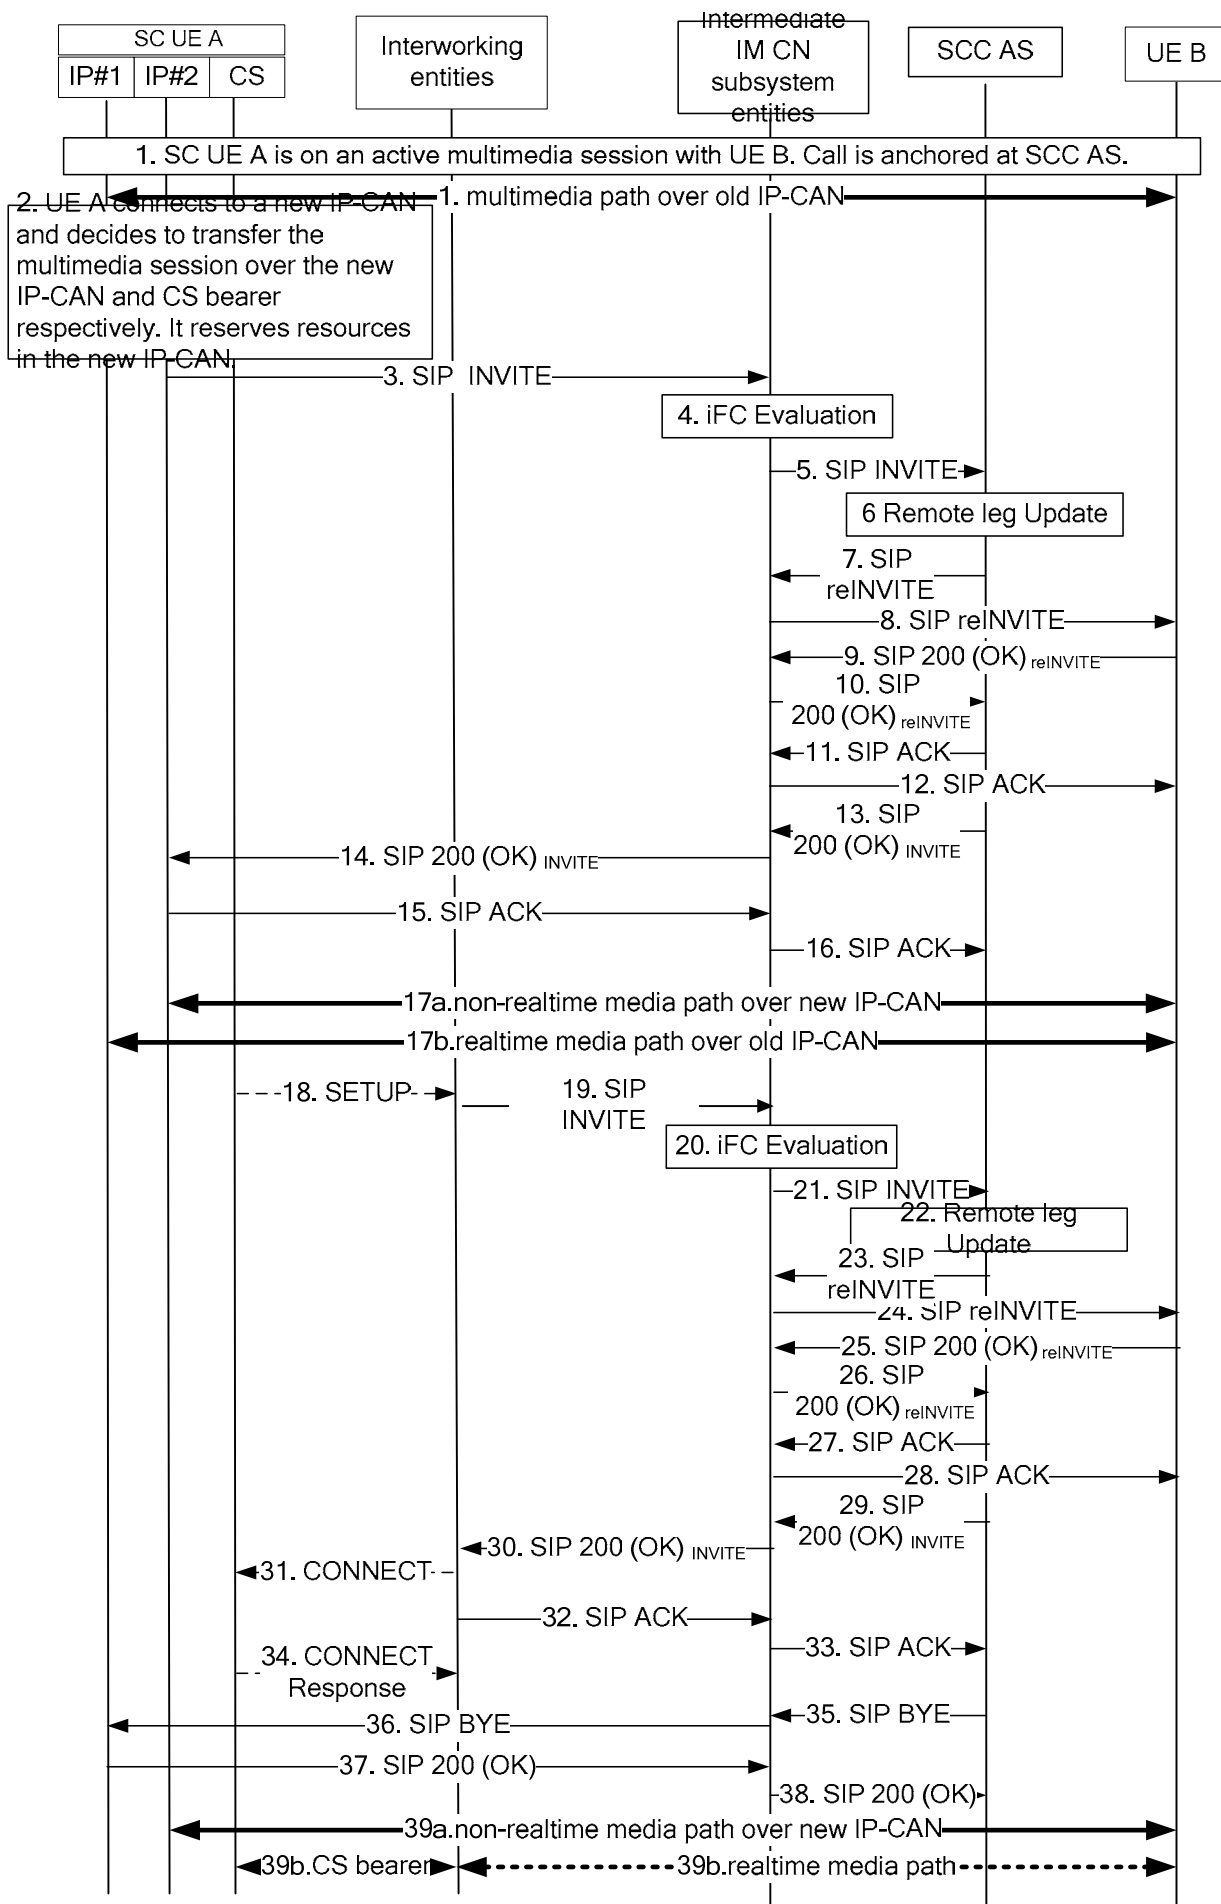 SC UE A
IP#1
IP#2
CS
Interworking
entities
Intermediate
IM CN
subsystem
entities
SCC AS
UE B
1. SC UE A is on an active multimedia session with UE B. Call is anchored at SCC AS.
1. multimedia path over old IP-CAN
2. UE A connects to a new IP-CAN
and decides to transfer the
multimedia session over the new
IP-CAN and CS bearer
respectively. It reserves resources
in the new IP-CAN.
3. SIP INVITE
4. iFC Evaluation
5. SIP INVITE
6 Remote leg Update
7. SIP
reINVITE
8. SIP reINVITE
9. SIP 200 (OK) reINVITE
10. SIP
200 (OK) reINVITE
11. SIP ACK
12. SIP ACK
13. SIP
200 (OK) INVITE
14. SIP 200 (OK) INVITE
15. SIP ACK
16. SIP ACK
17a.non-realtime media path over new IP-CAN
17b.realtime media path over old IP-CAN
18. SETUP
19. SIP
INVITE
20. iFC Evaluation
21. SIP INVITE
22. Remote leg
Update
23. SIP
reINVITE
24. SIP reINVITE
25. SIP 200 (OK) reINVITE
26. SIP
200 (OK) reINVITE
27. SIP ACK
28. SIP ACK
29. SIP
200 (OK) INVITE
30. SIP 200 (OK) INVITE
31. CONNECT
32. SIP ACK
33. SIP ACK
34. CONNECT
Response
35. SIP BYE
36. SIP BYE
37. SIP 200 (OK)
38. SIP 200 (OK)
39a.non-realtime media path over new IP-CAN
39b.CS bearer
39b.realtime media path